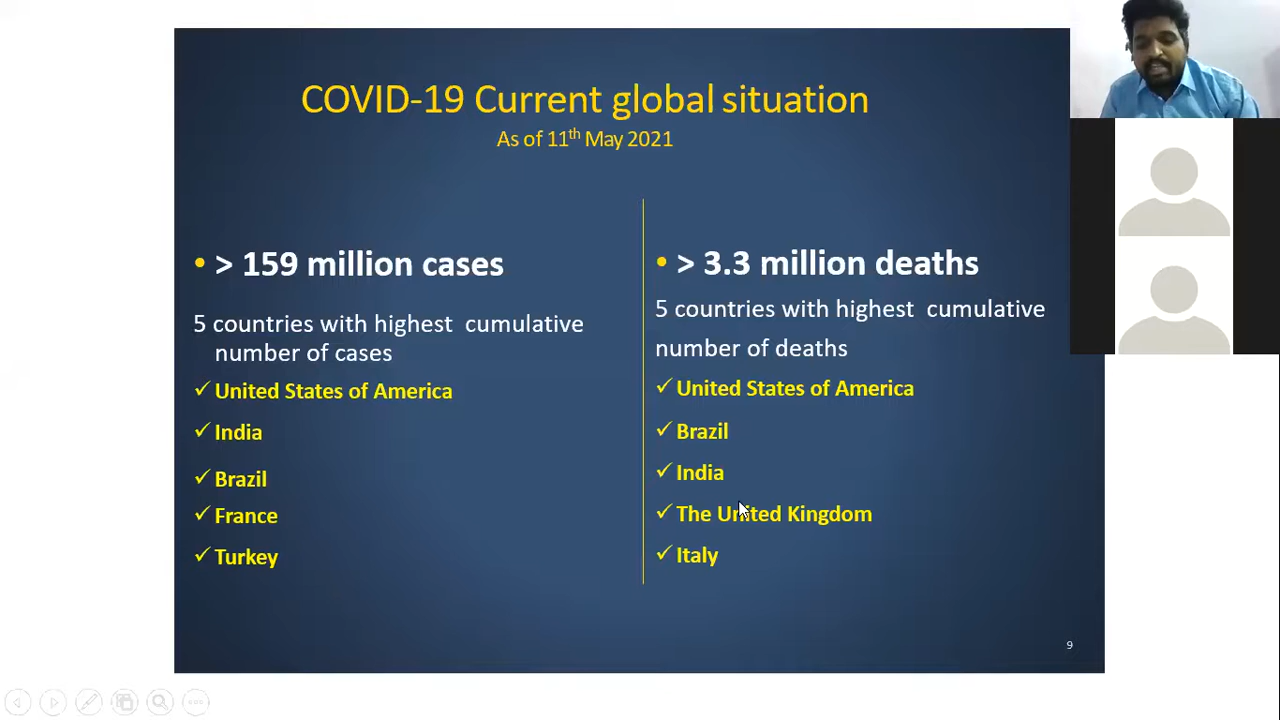 COVID-19 Current global situation
As of 11th May 2021
• > 159 million cases
5 countries with highest cumulative
number of cases
✓ United States of America
✓ India
✓ Brazil
✓ France
✓ Turkey
• > 3.3 million deaths
5 countries with highest cumulative
number of deaths
✓ United States of America
✓ Brazil
✓ India
✓ The United Kingdom
✓ Italy
9